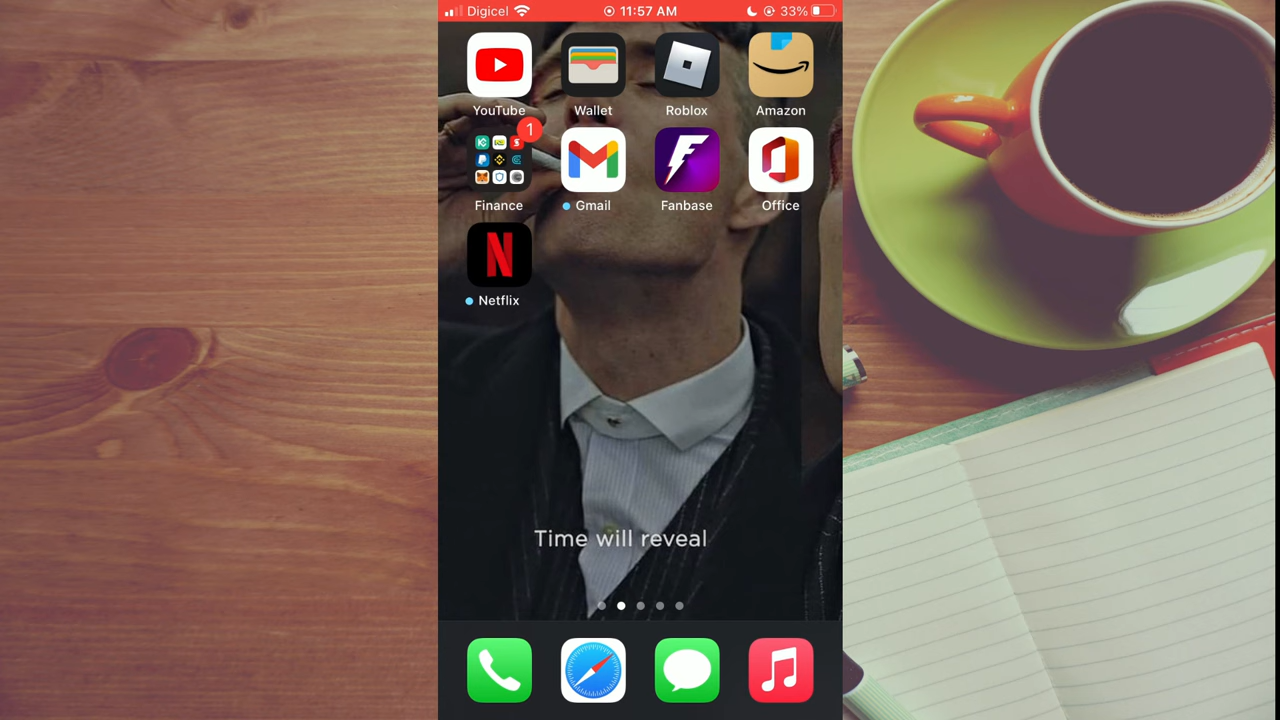 Digicel 11:57 AM 33%
YouTube Wallet Roblox Amazon
1
Finance Gmail Fanbase Office
N
Netflix
Time will reveal